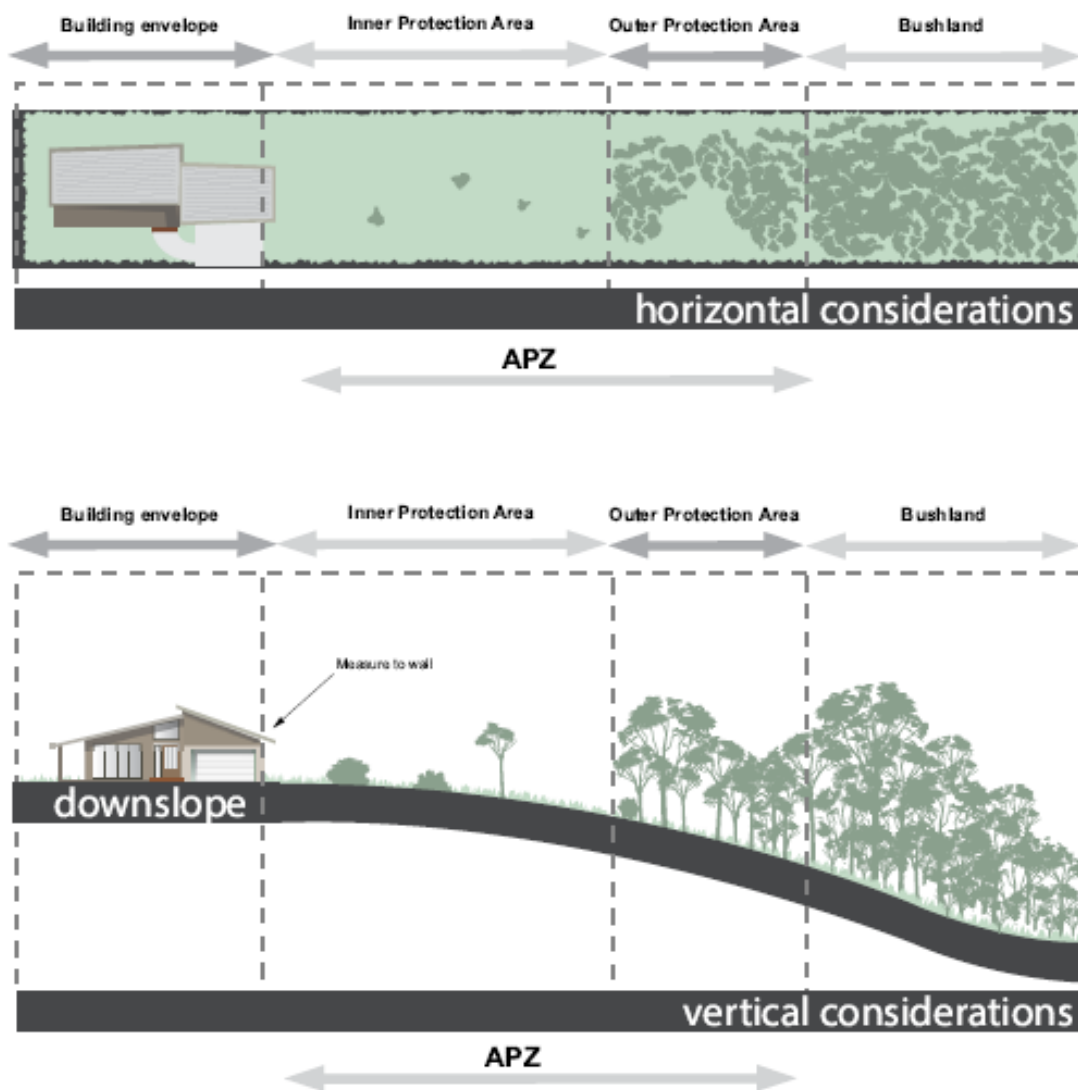 Building envelope
Inner Protection Area
Outer Protection Area
Bushland
horizontal considerations
APZ
Building envelope
Inner Protection Area
Outer Protection Area
Bushland
Measure to wall
downslope
vertical considerations
APZ